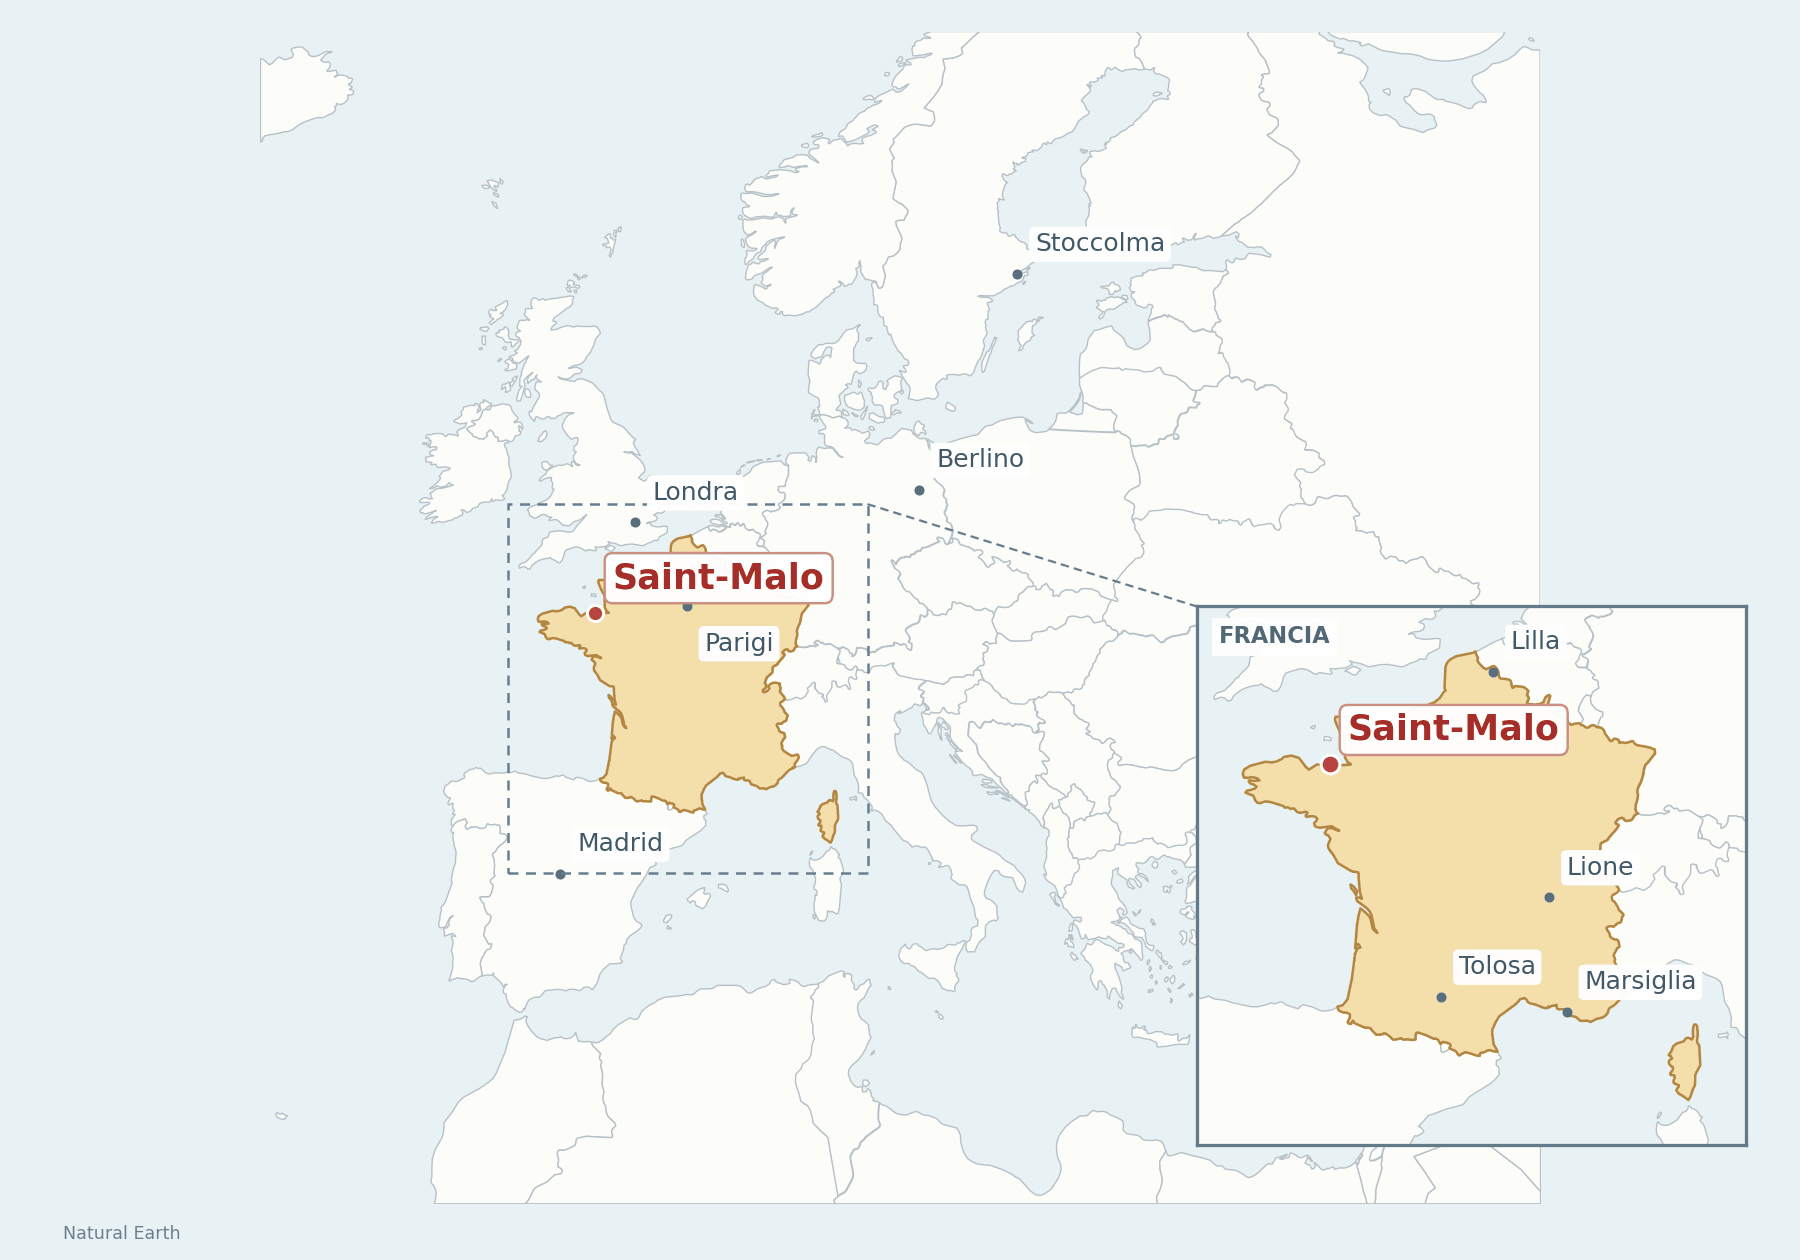 Stoccolma
Berlino
Londra
Saint-Malo
Parigi
Madrid
FRANCIA
Lilla
Saint-Malo
Lione
Tolosa
Marsiglia
Natural Earth